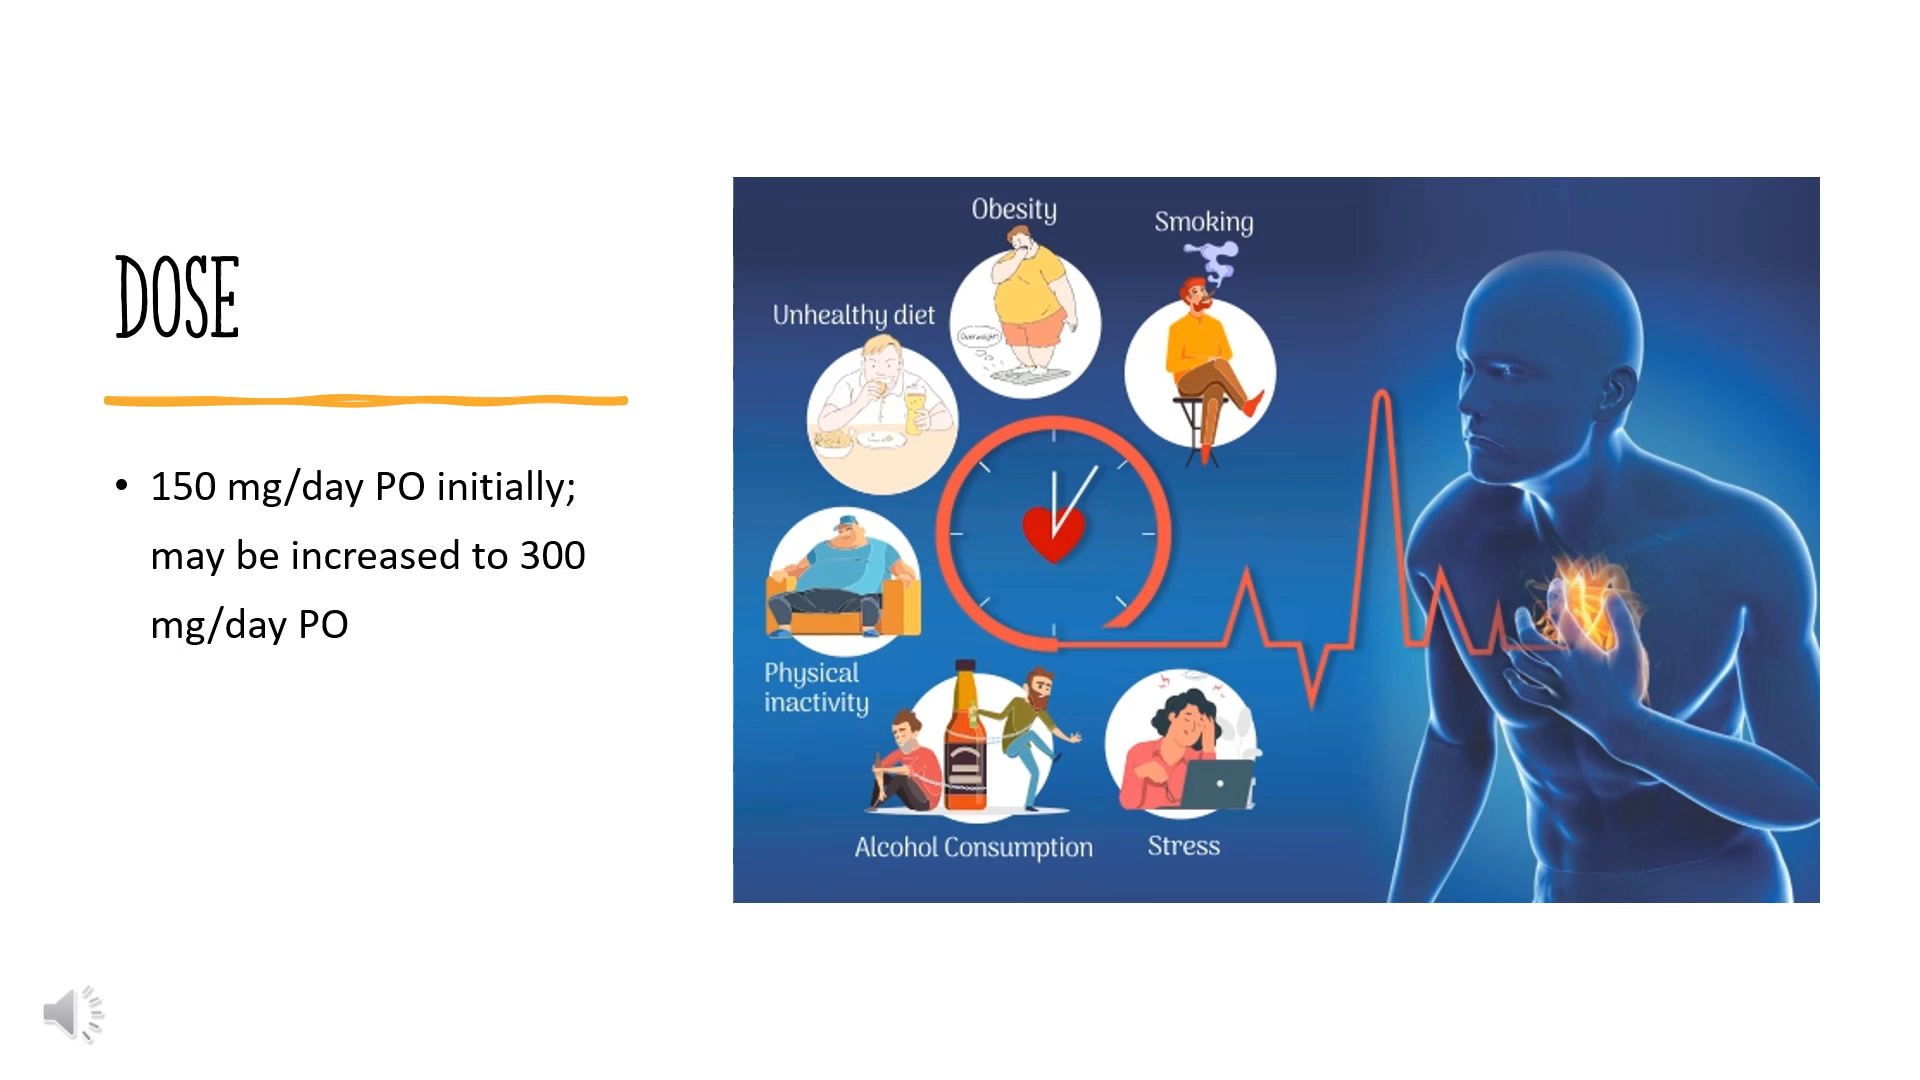 DOSE
• 150 mg/day PO initially;
may be increased to 300
mg/day PO
Obesity
Smoking
Unhealthy diet
Overweight!
Physical
inactivity
Alcohol Consumption
Stress